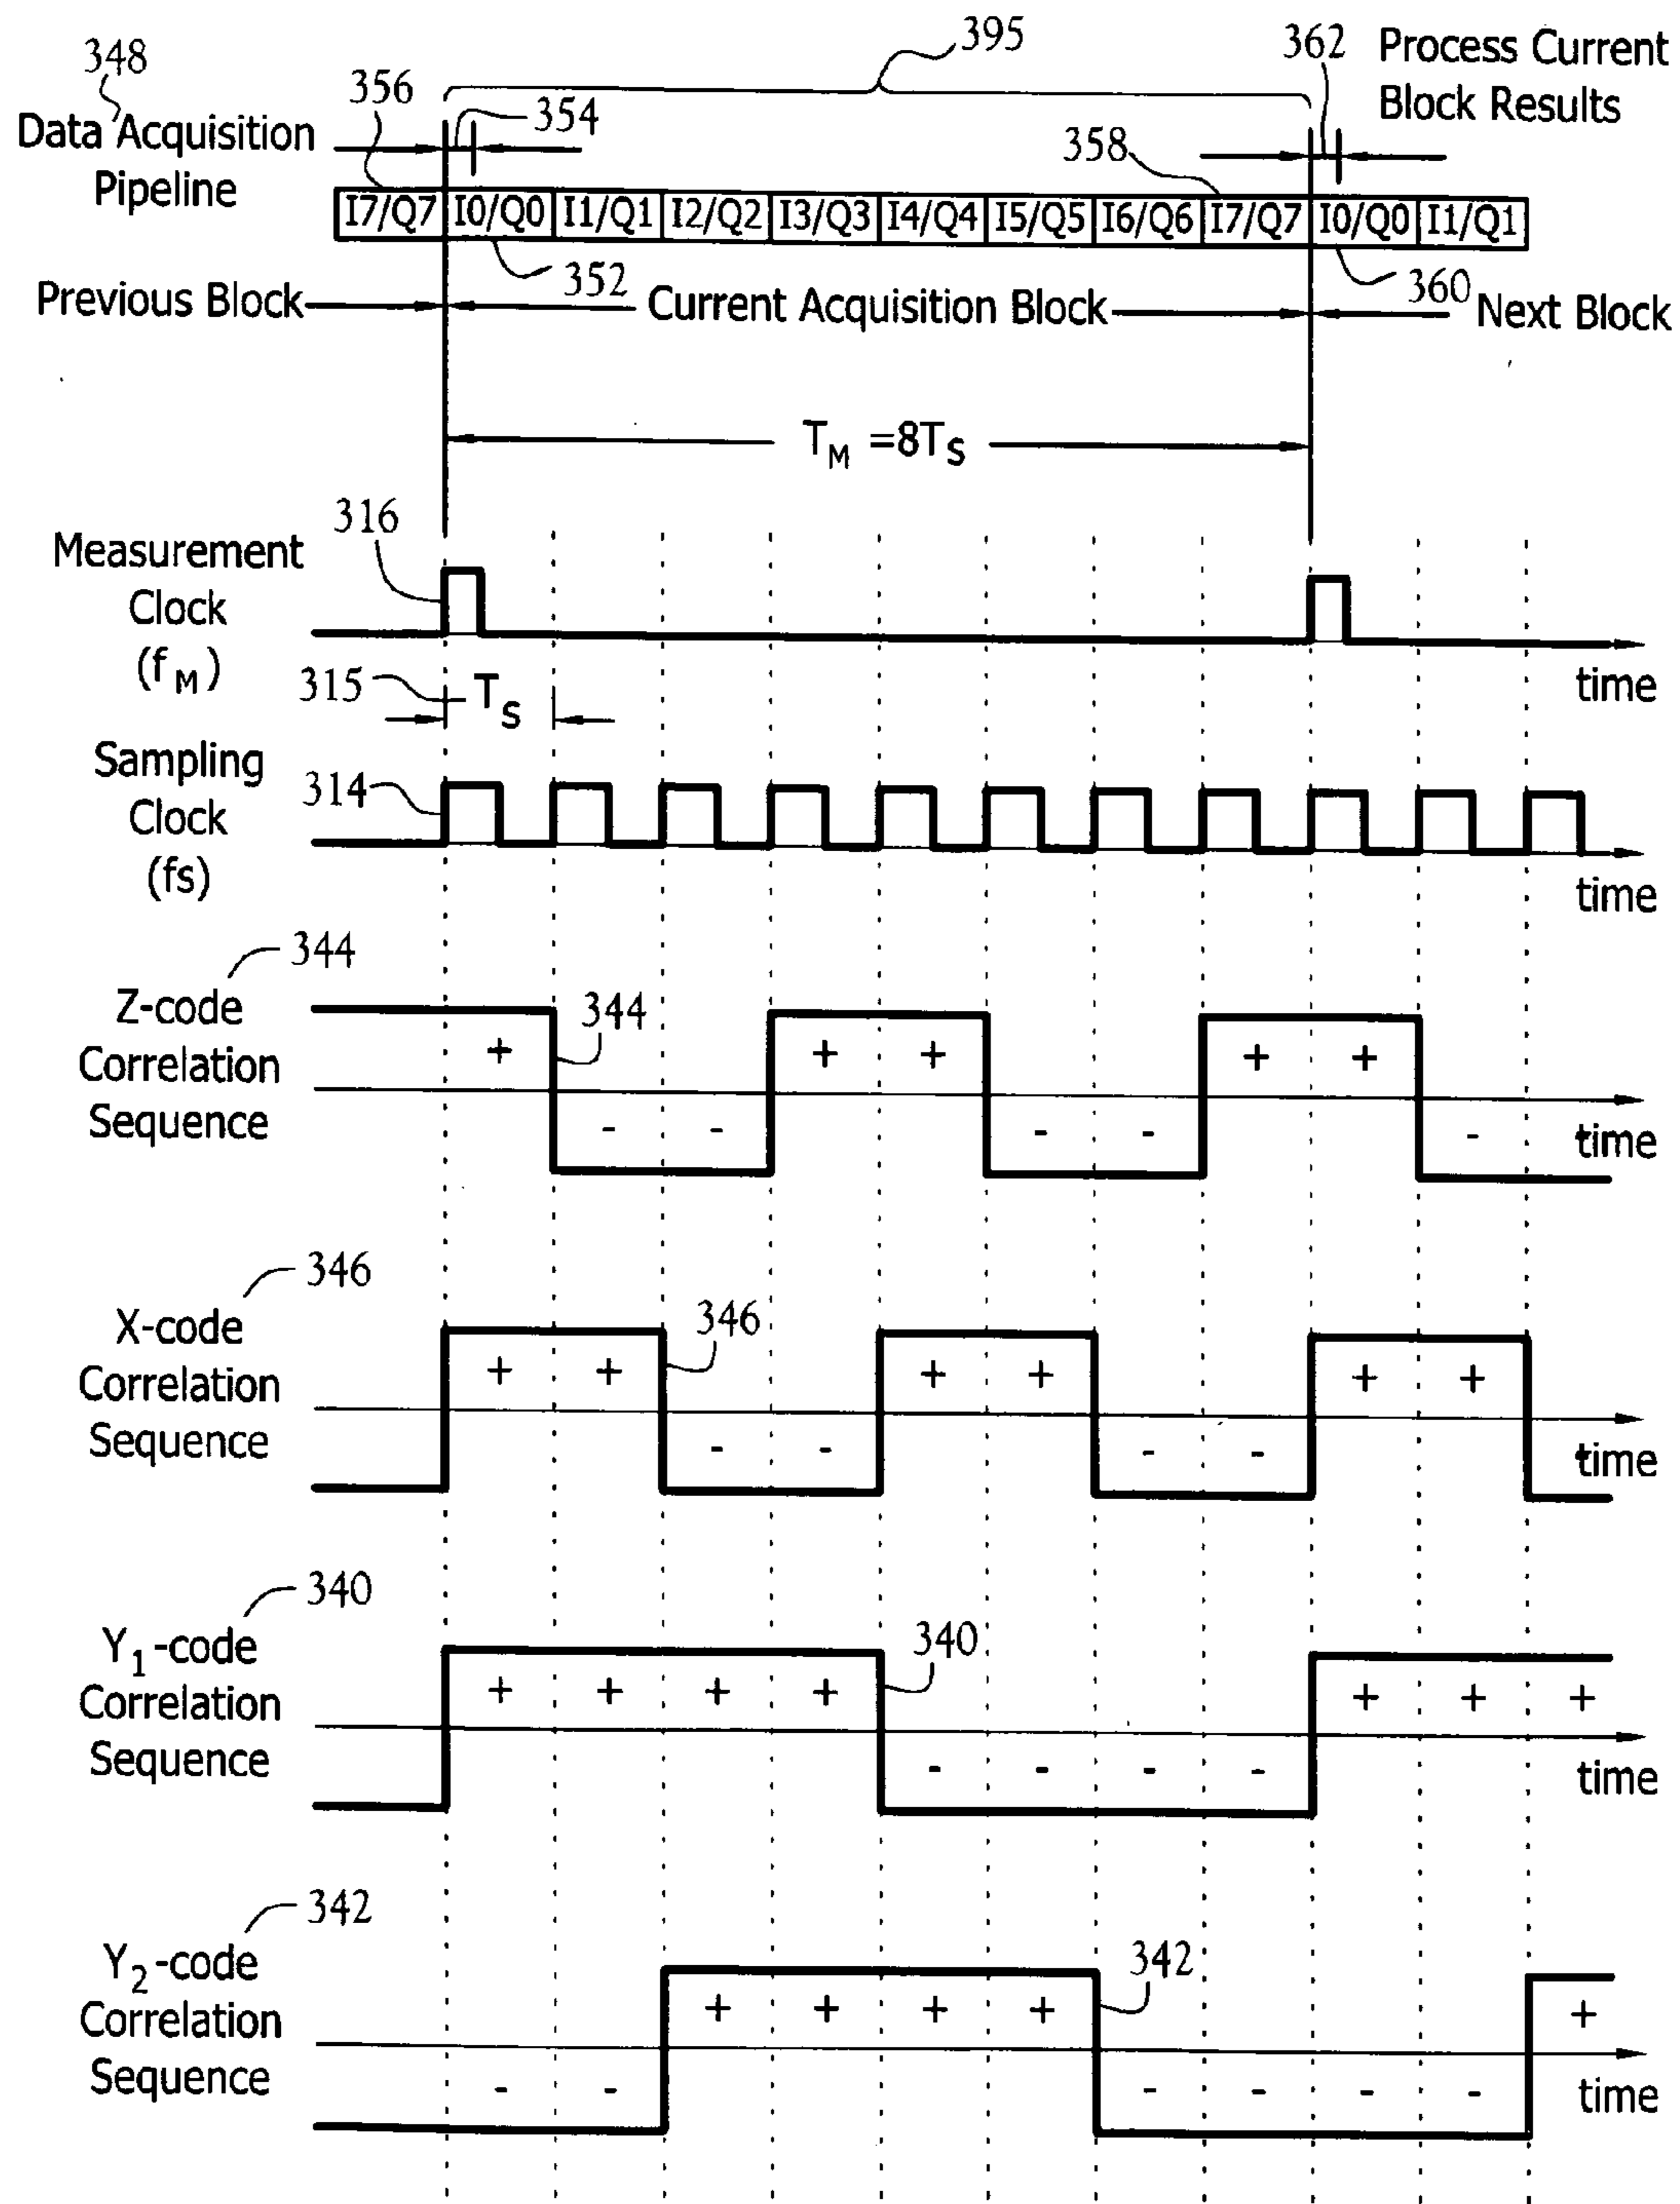 348
Data Acquisition
Pipeline
356
354
395
362
Process Current
Block Results
358
I7/Q7 I0/Q0 I1/Q1 I2/Q2 I3/Q3 I4/Q4 I5/Q5 I6/Q6 I7/Q7 I0/Q0 I1/Q1
352
360
Previous Block
Current Acquisition Block
Next Block
T_M =8T_S
316
Measurement
Clock
(f_M)
time
315
T_S
Sampling
Clock
(fs)
314
time
344
Z-code
Correlation
Sequence
344
+ - - + + - - + + -
time
346
X-code
Correlation
Sequence
346
+ + - - + + - - + +
time
340
Y1-code
Correlation
Sequence
340
+ + + + - - - - + + +
time
342
Y2-code
Correlation
Sequence
342
- - + + + + - - - - +
time